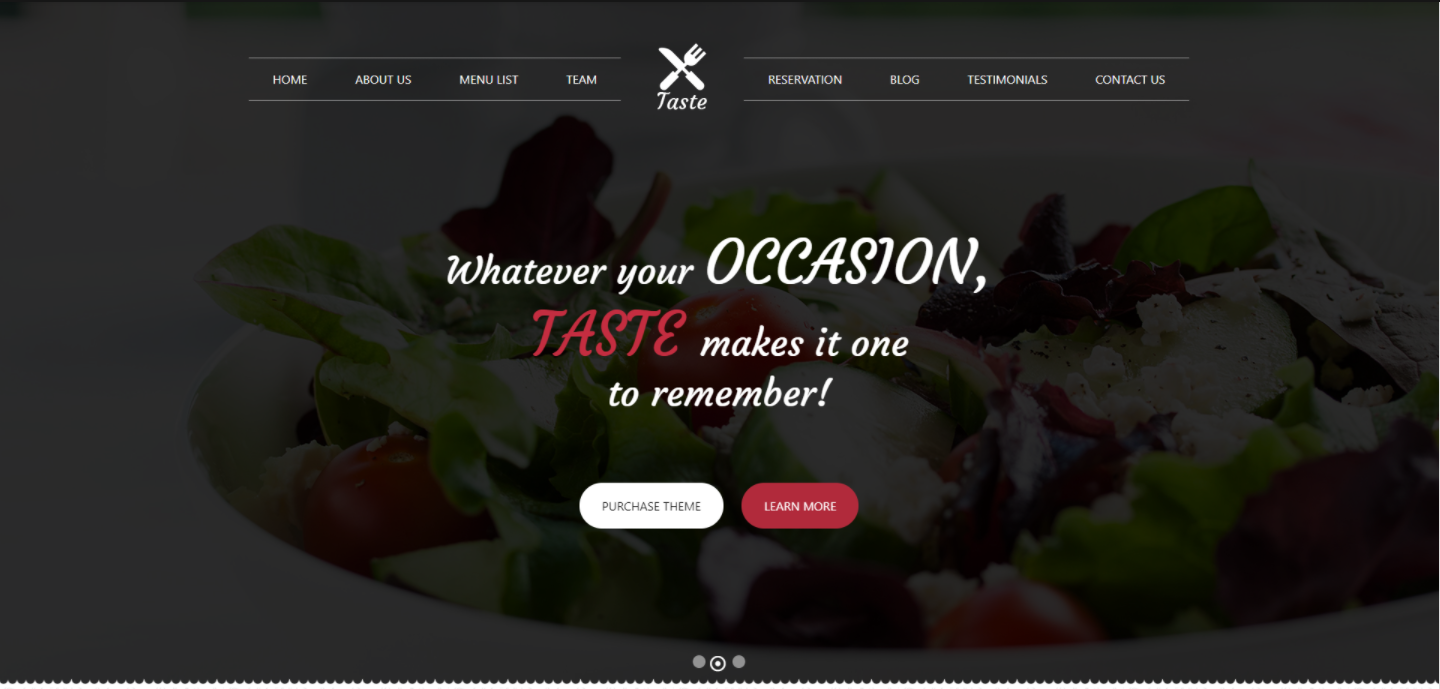 HOME ABOUT US MENU LIST TEAM Taste RESERVATION BLOG TESTIMONIALS CONTACT US
Whatever your OCCASION,
TASTE makes it one
to remember!
PURCHASE THEME LEARN MORE